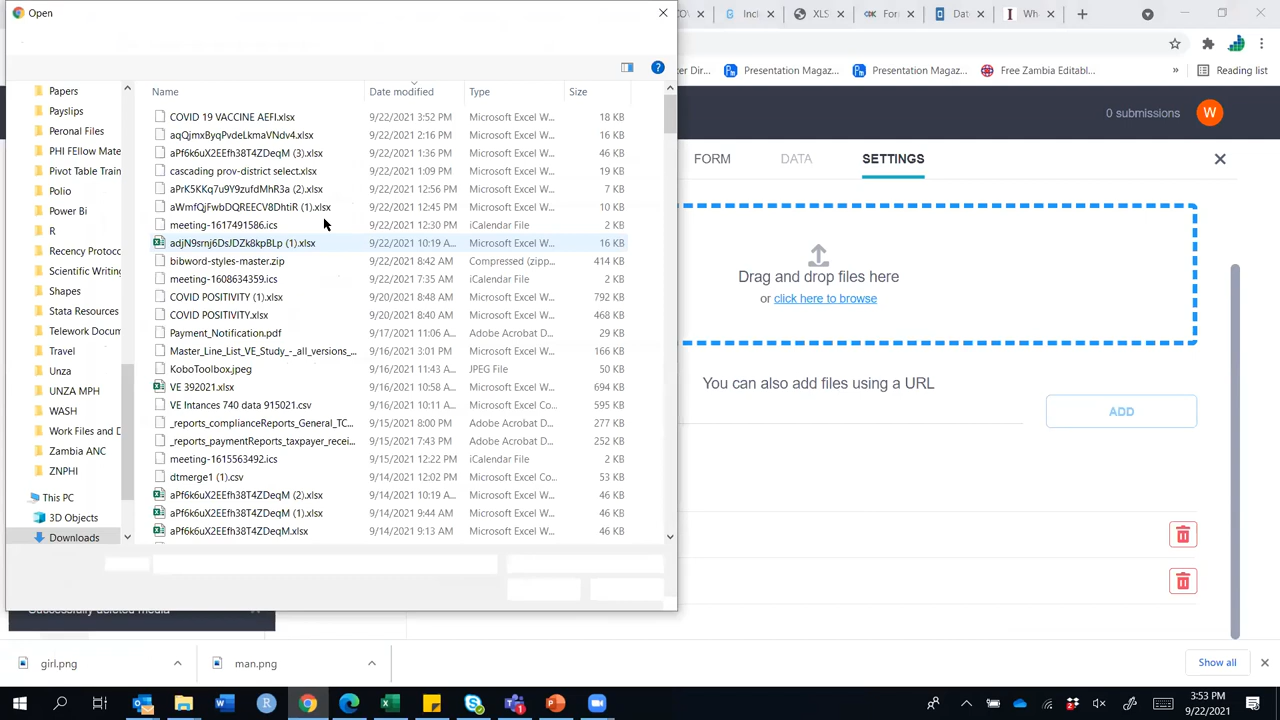 Open
Incl
XLS
Form
Dat
Wh
ter Dir...
Presentation Magaz...
Presentation Magaz...
Free Zambia Editabl...
»
Reading list
0 submissions
W
FORM
DATA
SETTINGS
Name
Date modified
Type
Size
COVID 19 VACCINE AEFI.xlsx 9/22/2021 3:52 PM Microsoft Excel W... 18 KB
aqQjmxByqPvdeLkmaVNdv4.xlsx 9/22/2021 2:16 PM Microsoft Excel W... 16 KB
aPf6k6uX2EEfh38T4ZDeqM (3).xlsx 9/22/2021 1:36 PM Microsoft Excel W... 46 KB
cascading prov-district select.xlsx 9/22/2021 1:09 PM Microsoft Excel W... 19 KB
aPrK5KKq7u9Y9zufdMhR3a (2).xlsx 9/22/2021 12:56 PM Microsoft Excel W... 7 KB
aWmfQjFwbDQREECV8DhtiR (1).xlsx 9/22/2021 12:45 PM Microsoft Excel W... 10 KB
meeting-1617491586.ics 9/22/2021 12:30 PM iCalendar File 2 KB
adjN9srnj6DsJDZk8kpBLp (1).xlsx 9/22/2021 10:19 A... Microsoft Excel W... 16 KB
bibword-styles-master.zip 9/22/2021 8:42 AM Compressed (zipp... 414 KB
meeting-1608634359.ics 9/22/2021 7:35 AM iCalendar File 2 KB
COVID POSITIVITY (1).xlsx 9/20/2021 8:48 AM Microsoft Excel W... 792 KB
COVID POSITIVITY.xlsx 9/20/2021 8:40 AM Microsoft Excel W... 468 KB
Payment_Notification.pdf 9/17/2021 11:06 A... Adobe Acrobat D... 29 KB
Master_Line_List_VE_Study_-_all_versions_... 9/16/2021 3:01 PM Microsoft Excel W... 166 KB
KoboToolbox.jpeg 9/16/2021 11:43 A... JPEG File 50 KB
VE 392021.xlsx 9/16/2021 10:58 A... Microsoft Excel W... 694 KB
VE Intances 740 data 915021.csv 9/16/2021 10:11 A... Microsoft Excel Co... 595 KB
_reports_complianceReports_General_TC... 9/15/2021 8:00 PM Adobe Acrobat D... 277 KB
_reports_paymentReports_taxpayer_recei... 9/15/2021 7:43 PM Adobe Acrobat D... 252 KB
meeting-1615563492.ics 9/15/2021 12:22 PM iCalendar File 2 KB
dtmerge1 (1).csv 9/14/2021 12:02 PM Microsoft Excel Co... 53 KB
aPf6k6uX2EEfh38T4ZDeqM (2).xlsx 9/14/2021 10:19 A... Microsoft Excel W... 46 KB
aPf6k6uX2EEfh38T4ZDeqM (1).xlsx 9/14/2021 9:44 AM Microsoft Excel W... 46 KB
aPf6k6uX2EEfh38T4ZDeqM.xlsx 9/14/2021 9:13 AM Microsoft Excel W... 46 KB
Papers
Payslips
Peronal Files
PHI FEllow Mate
Pivot Table Train
Polio
Power Bi
R
Recency Protocc
Scientific Writing
Shapes
Stata Resources
Telework Docum
Travel
Unza
UNZA MPH
WASH
Work Files and D
Zambia ANC
ZNPHI
This PC
3D Objects
Downloads
Drag and drop files here
or click here to browse
You can also add files using a URL
ADD
Successfully deleted media
girl.png
man.png
Show all
3:53 PM
9/22/2021